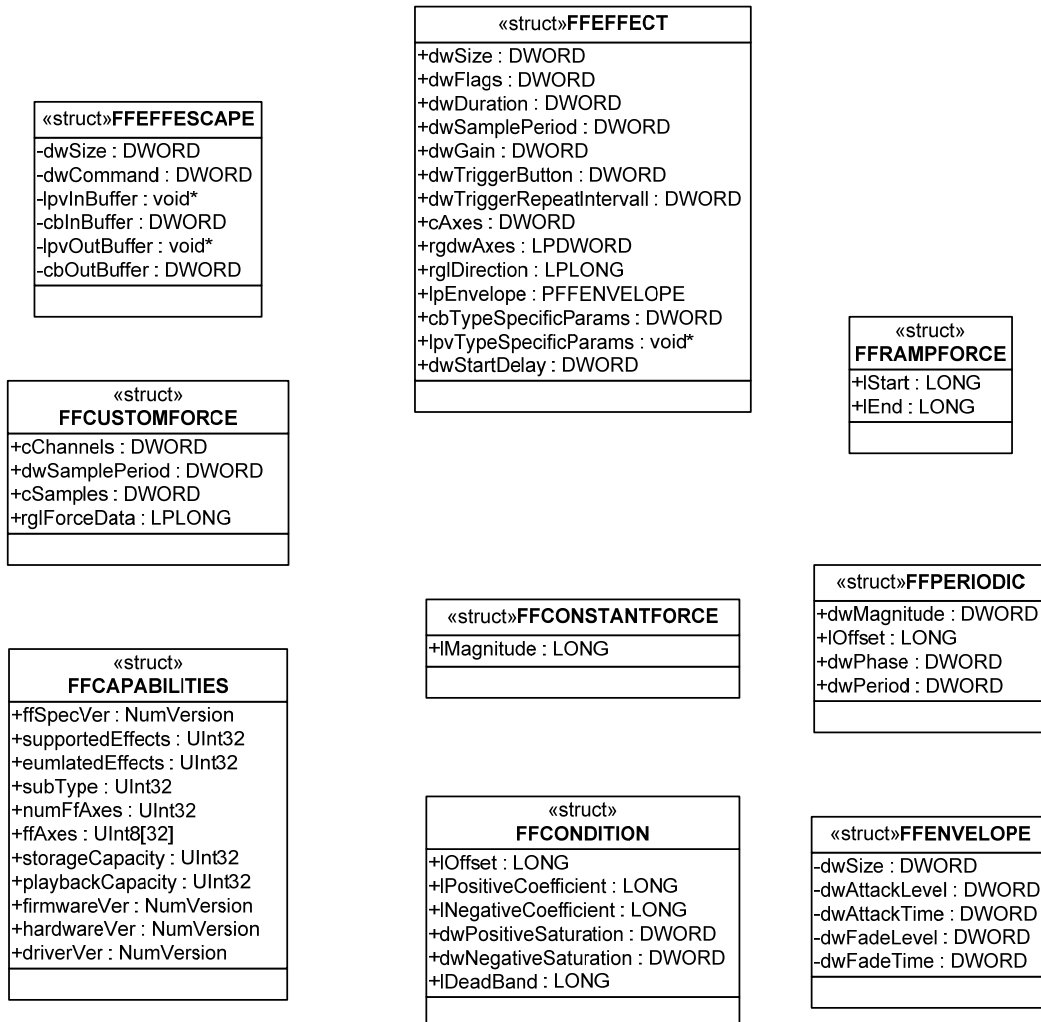 «struct»FFEFFESCAPE
-dwSize : DWORD
-dwCommand : DWORD
-lpvInBuffer : void*
-cbInBuffer : DWORD
-lpvOutBuffer : void*
-cbOutBuffer : DWORD
«struct»FFEFFECT
+dwSize : DWORD
+dwFlags : DWORD
+dwDuration : DWORD
+dwSamplePeriod : DWORD
+dwGain : DWORD
+dwTriggerButton : DWORD
+dwTriggerRepeatIntervall : DWORD
+cAxes : DWORD
+rgdwAxes : LPDWORD
+rglDirection : LPLONG
+lpEnvelope : PFFENVELOPE
+cbTypeSpecificParams : DWORD
+lpvTypeSpecificParams : void*
+dwStartDelay : DWORD
«struct»
FFRAMPFORCE
+lStart : LONG
+lEnd : LONG
«struct»
FFCUSTOMFORCE
+cChannels : DWORD
+dwSamplePeriod : DWORD
+cSamples : DWORD
+rglForceData : LPLONG
«struct»FFCONSTANTFORCE
+lMagnitude : LONG
«struct»FFPERIODIC
+dwMagnitude : DWORD
+lOffset : LONG
+dwPhase : DWORD
+dwPeriod : DWORD
«struct»
FFCAPABILITIES
+ffSpecVer : NumVersion
+supportedEffects : UInt32
+eumlatedEffects : UInt32
+subType : UInt32
+numFfAxes : UInt32
+ffAxes : UInt8[32]
+storageCapacity : UInt32
+playbackCapacity : UInt32
+firmwareVer : NumVersion
+hardwareVer : NumVersion
+driverVer : NumVersion
«struct»
FFCONDITION
+lOffset : LONG
+lPositiveCoefficient : LONG
+lNegativeCoefficient : LONG
+dwPositiveSaturation : DWORD
+dwNegativeSaturation : DWORD
+lDeadBand : LONG
«struct»FFENVELOPE
-dwSize : DWORD
-dwAttackLevel : DWORD
-dwAttackTime : DWORD
-dwFadeLevel : DWORD
-dwFadeTime : DWORD